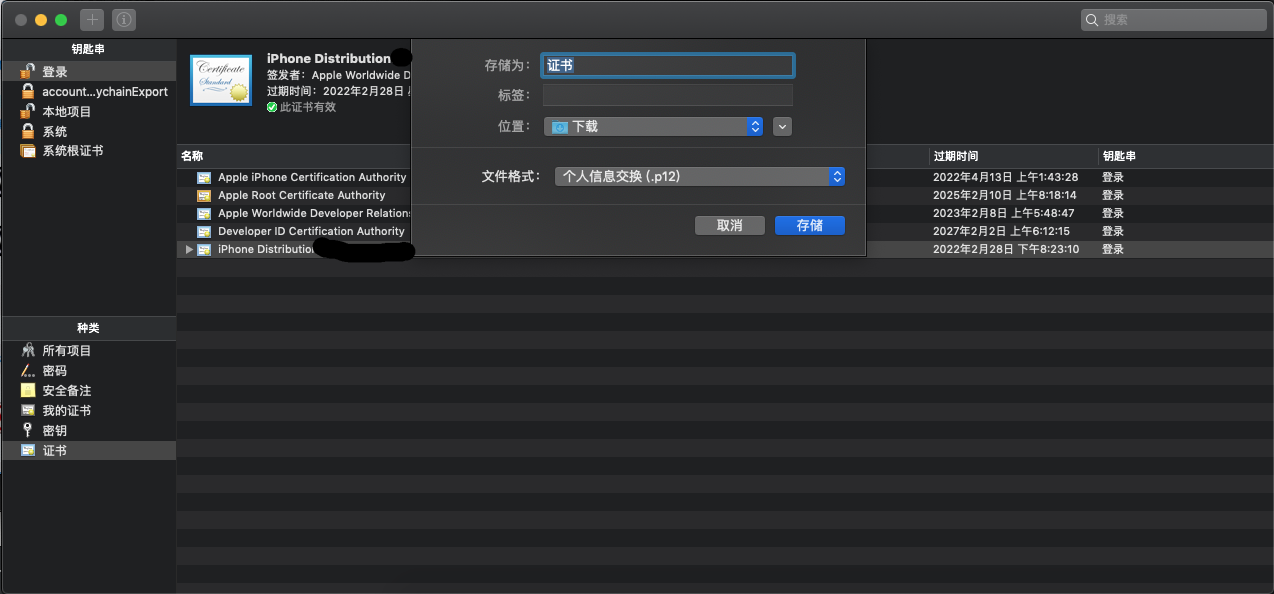 搜索
钥匙串
登录
account...ychainExport
本地项目
系统
系统根证书
iPhone Distribution
签发者：Apple Worldwide D
过期时间：2022年2月28日
此证书有效
存储为：
证书
标签：
位置：
下载
文件格式：
个人信息交换 (.p12)
取消
存储
名称
过期时间
钥匙串
Apple iPhone Certification Authority
2022年4月13日 上午1:43:28
登录
Apple Root Certificate Authority
2025年2月10日 上午8:18:14
登录
Apple Worldwide Developer Relations
2023年2月8日 上午5:48:47
登录
Developer ID Certification Authority
2027年2月2日 上午6:12:15
登录
iPhone Distribution
2022年2月28日 下午8:23:10
登录
种类
所有项目
密码
安全备注
我的证书
密钥
证书